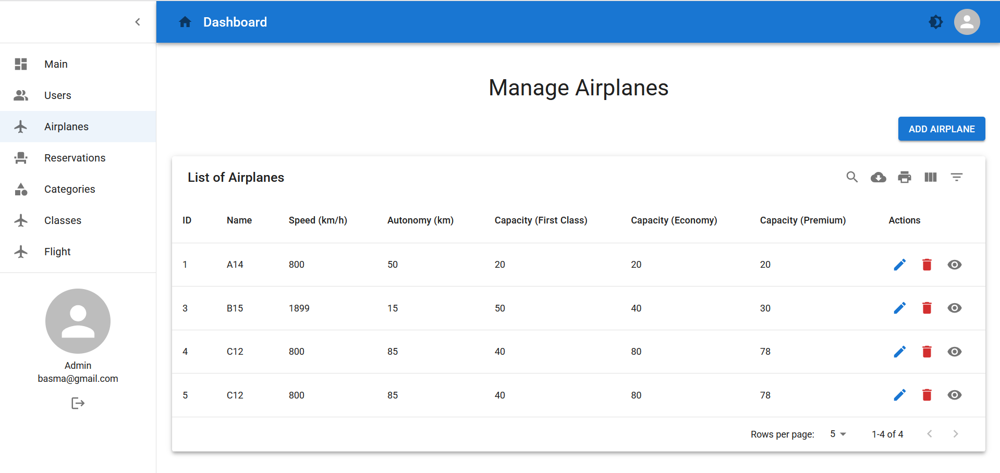 Dashboard
Main
Users
Airplanes
Reservations
Categories
Classes
Flight
Admin
basma@gmail.com
Manage Airplanes
ADD AIRPLANE
List of Airplanes
ID Name Speed (km/h) Autonomy (km) Capacity (First Class) Capacity (Economy) Capacity (Premium) Actions
1 A14 800 50 20 20 20
3 B15 1899 15 50 40 30
4 C12 800 85 40 80 78
5 C12 800 85 40 80 78
Rows per page: 5 1-4 of 4